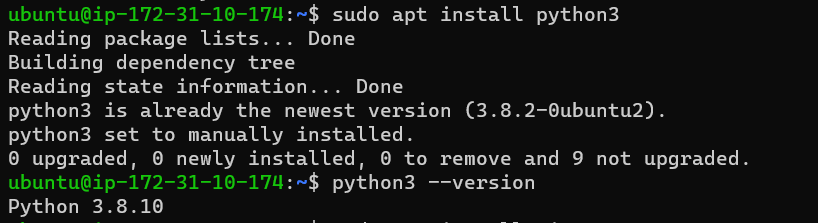 ubuntu@ip-172-31-10-174:~$ sudo apt install python3
Reading package lists... Done
Building dependency tree
Reading state information... Done
python3 is already the newest version (3.8.2-0ubuntu2).
python3 set to manually installed.
0 upgraded, 0 newly installed, 0 to remove and 9 not upgraded.
ubuntu@ip-172-31-10-174:~$ python3 --version
Python 3.8.10